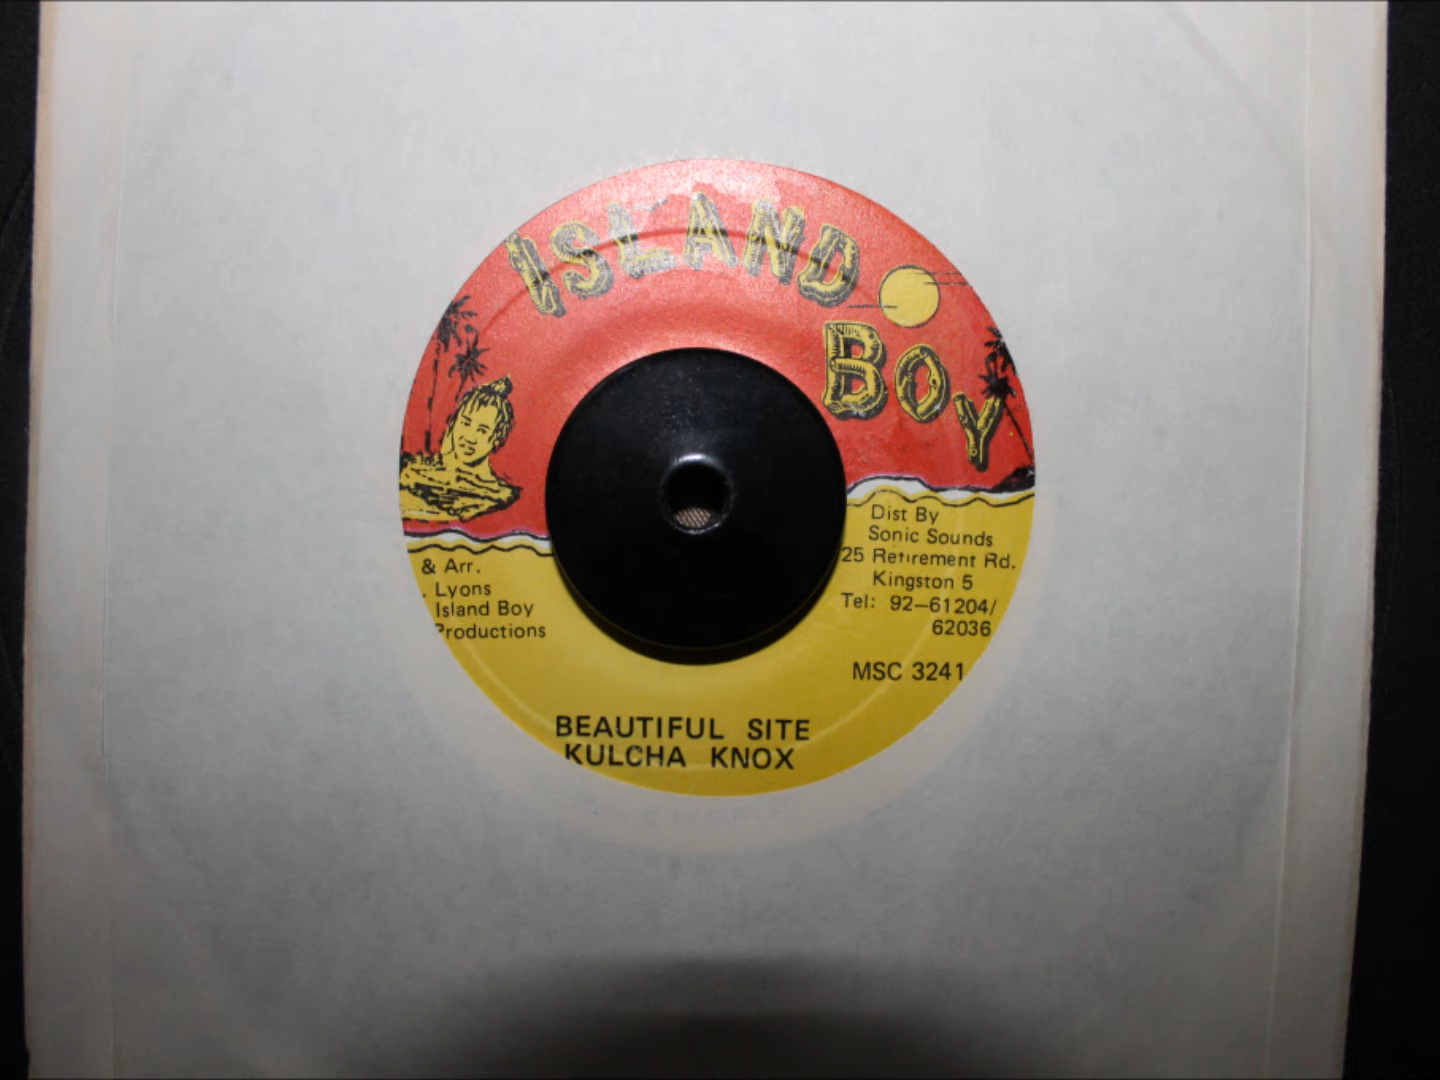 ISLAND
BOY
& Arr.
. Lyons
Island Boy
Productions
Dist By
Sonic Sounds
25 Retirement Rd.
Kingston 5
Tel: 92-61204/
62036
MSC 3241
BEAUTIFUL SITE
KULCHA KNOX